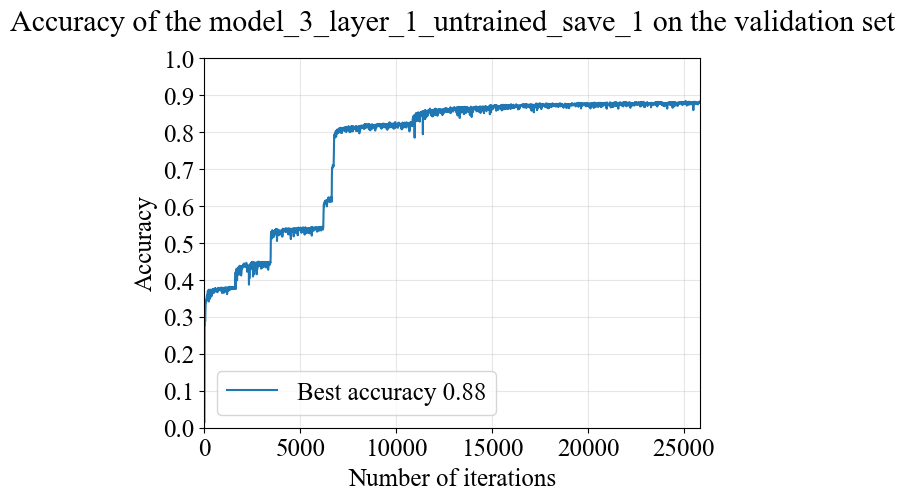 Accuracy of the model_3_layer_1_untrained_save_1 on the validation set
1.0
0.9
0.8
0.7
0.6
0.5
0.4
0.3
0.2
0.1
0.0
Accuracy
Best accuracy 0.88
0 5000 10000 15000 20000 25000
Number of iterations